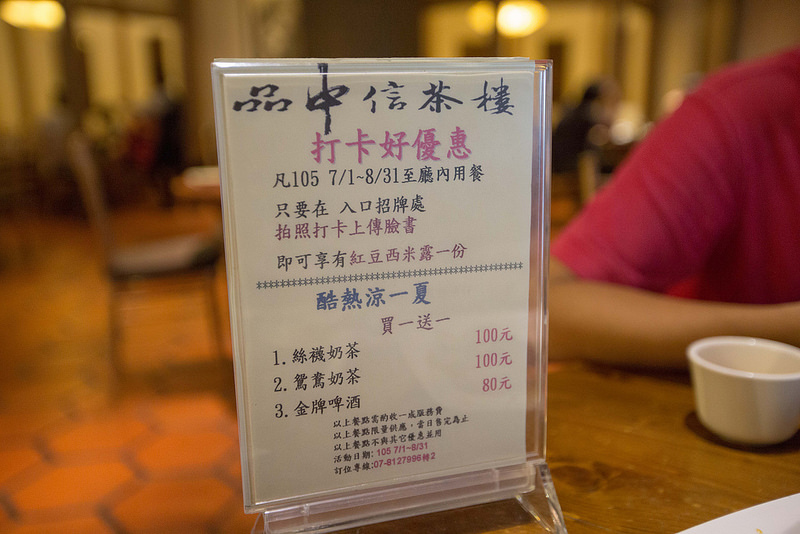 品中信茶樓
打卡好優惠
凡105 7/1~8/31至廳內用餐
只要在 入口招牌處
拍照打卡上傳臉書
即可享有紅豆西米露一份
酷熱涼一夏
買一送一
1.絲襪奶茶 100元
2.鴛鴦奶茶 100元
3.金牌啤酒 80元
以上餐點需酌收一成服務費
以上餐點限量供應，當日售完為止
以上餐點不與其它優惠並用
活動日期: 105 7/1~8/31
訂位專線:07-8127996轉2